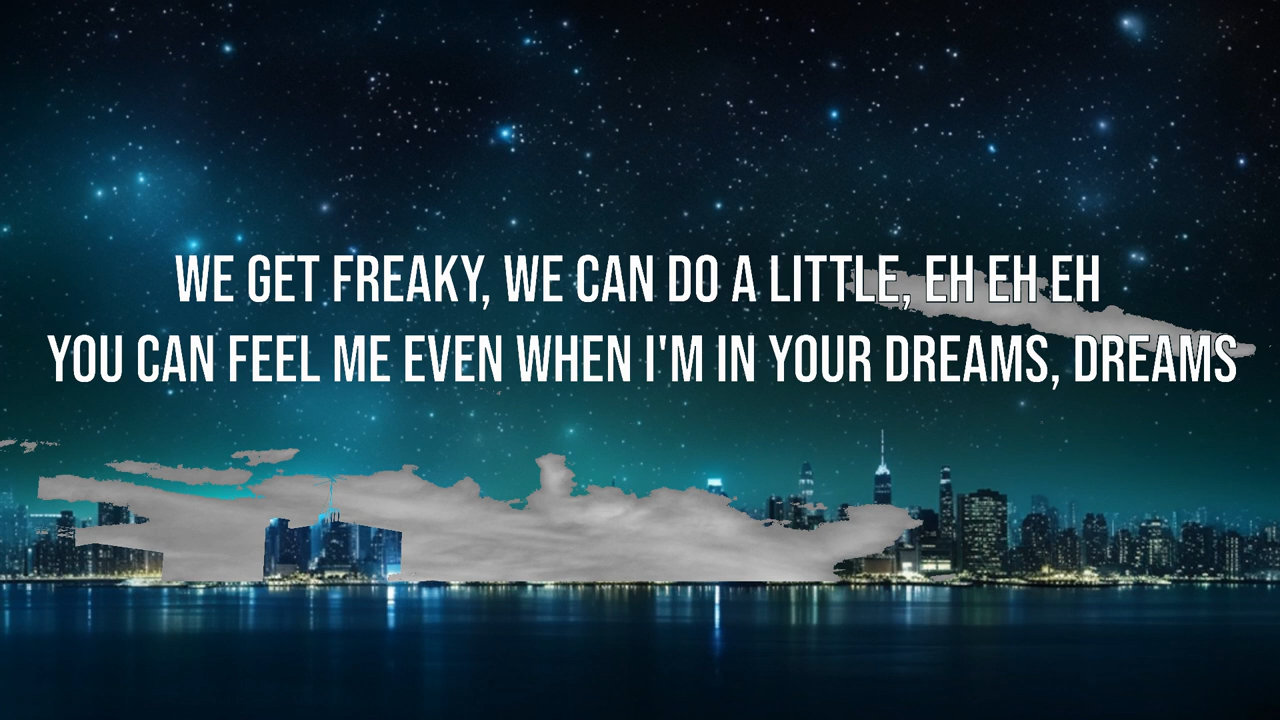 WE GET FREAKY, WE CAN DO A LITTLE, EH EH EH
YOU CAN FEEL ME EVEN WHEN I'M IN YOUR DREAMS, DREAMS